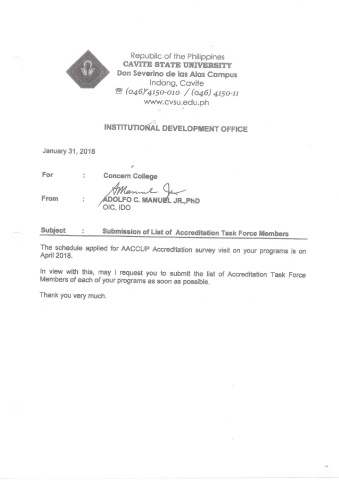 Republic of the Philippines
CAVITE STATE UNIVERSITY
Don Severino de las Alas Campus
Indang, Cavite
☎ (046)4150-010 / (046) 4150-11
www.cvsu.edu.ph
INSTITUTIONAL DEVELOPMENT OFFICE
January 31, 2018
For : Concern College
From : ADOLFO C. MANUEL JR.,PhD
OIC, IDO
Subject : Submission of List of Accreditation Task Force Members
The schedule applied for AACCUP Accreditation survey visit on your programs is on
April 2018.
In view with this, may I request you to submit the list of Accreditation Task Force
Members of each of your programs as soon as possible.
Thank you very much.